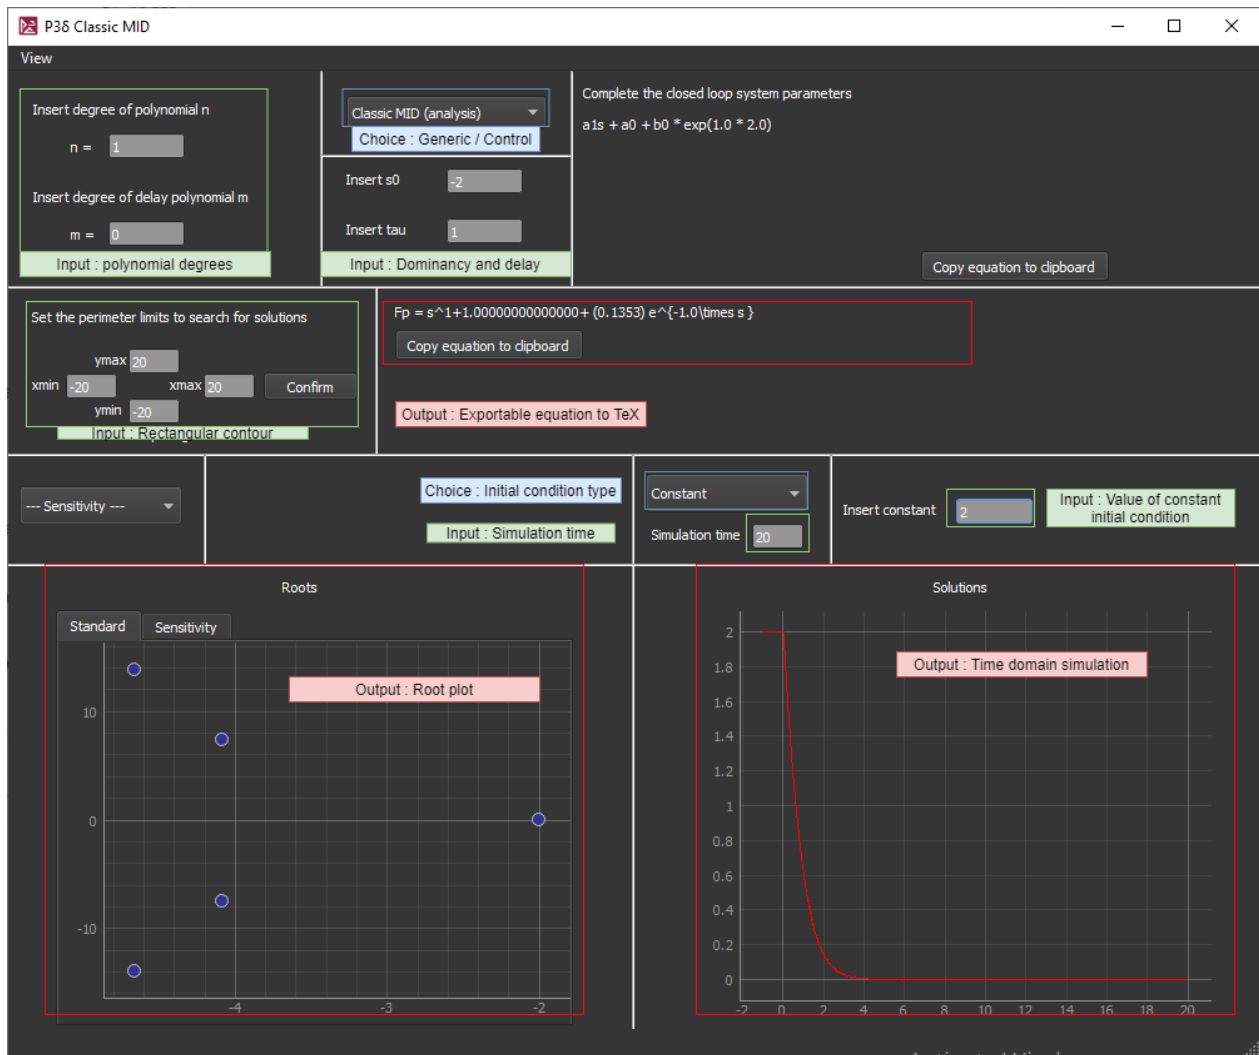 P3δ Classic MID
View
Insert degree of polynomial n
n = 1
Insert degree of delay polynomial m
m = 0
Input : polynomial degrees
Classic MID (analysis)
Choice : Generic / Control
Insert s0 -2
Insert tau 1
Input : Dominancy and delay
Complete the closed loop system parameters
a1s + a0 + b0 * exp(1.0 * 2.0)
Copy equation to clipboard
Set the perimeter limits to search for solutions
ymax 20
xmin -20 xmax 20 Confirm
ymin -20
Input : Rectangular contour
Fp = s^1+1.00000000000000+ (0.1353) e^{-1.0\times s }
Copy equation to clipboard
Output : Exportable equation to TeX
--- Sensitivity ---
Choice : Initial condition type
Input : Simulation time
Constant
Simulation time 20
Insert constant 2
Input : Value of constant
initial condition
Roots
Standard Sensitivity
Output : Root plot
10
0
-10
-4 -3 -2
Solutions
Output : Time domain simulation
2
1.8
1.6
1.4
1.2
1
0.8
0.6
0.4
0.2
0
-2 0 2 4 6 8 10 12 14 16 18 20